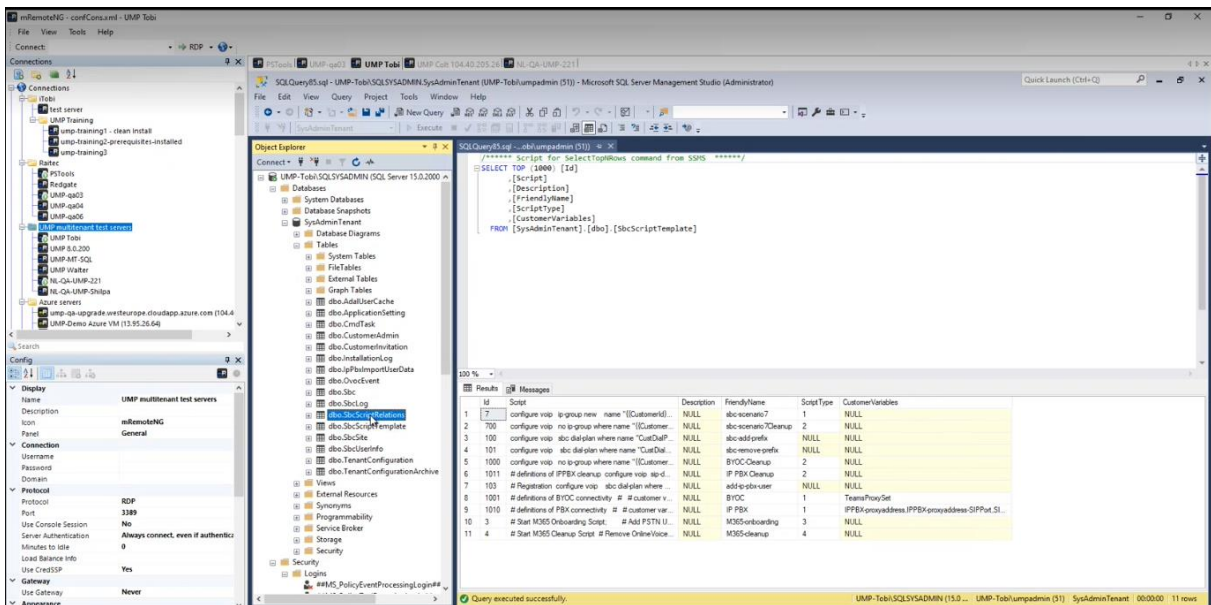 mRemoteNG - confCons.xml - UMP Tobi
File View Tools Help
Connect: RDP
Connections
PSTools UMP-qa03 UMP Tobi UMP Cust 104.40.205.26 NL-QA-UMP-221
SQLQuery85.sql - UMP-Tobi\SQLSYSADMIN.SysAdminTenant (UMP-Tobi\umpadmin (51)) - Microsoft SQL Server Management Studio (Administrator)
Quick Launch (Ctrl+Q)
File Edit View Query Project Tools Window Help
New Query
SysAdminTenant Execute
Connections
iTobi
test server
UMP Training
ump-training1 - clean install
ump-training2-prerequisites-installed
ump-training3
Raitec
PSTools
Redgate
UMP-qa03
UMP-qa04
UMP-qa06
UMP multitenant test servers
UMP Tobi
UMP 8.0.200
UMP-MT-SQL
UMP Walter
NL-QA-UMP-221
NL-QA-UMP-Shilpa
Azure servers
ump-qa-upgrade.westeurope.cloudapp.azure.com (104.4
UMP-Demo Azure VM (13.95.26.64)
Search
Config
Display
Name UMP multitenant test servers
Description
Icon mRemoteNG
Panel General
Connection
Username
Password
Domain
Protocol
Protocol RDP
Port 3389
Use Console Session No
Server Authentication Always connect, even if authentica
Minutes to Idle 0
Load Balance Info
Use CredSSP Yes
Gateway
Use Gateway Never
Appearance
Object Explorer
Connect
UMP-Tobi\SQLSYSADMIN (SQL Server 15.0.2000
Databases
System Databases
Database Snapshots
SysAdminTenant
Database Diagrams
Tables
System Tables
FileTables
External Tables
Graph Tables
dbo.AdalUserCache
dbo.ApplicationSetting
dbo.CmdTask
dbo.CustomerAdmin
dbo.CustomerInvitation
dbo.InstallationLog
dbo.IpPbxImportUserData
dbo.OvocEvent
dbo.Sbc
dbo.SbcLog
dbo.SbcScriptRelations
dbo.SbcScriptTemplate
dbo.SbcSite
dbo.SbcUserInfo
dbo.TenantConfiguration
dbo.TenantConfigurationArchive
Views
External Resources
Synonyms
Programmability
Service Broker
Storage
Security
Security
Logins
##MS_PolicyEventProcessingLogin##
SQLQuery85.sql -...obi\umpadmin (51))
/****** Script for SelectTopNRows command from SSMS ******/
SELECT TOP (1000) [Id]
,[Script]
,[Description]
,[FriendlyName]
,[ScriptType]
,[CustomerVariables]
FROM [SysAdminTenant].[dbo].[SbcScriptTemplate]
100 %
Results Messages
Id Script Description FriendlyName ScriptType CustomerVariables
1 7 configure voip ip-group new name "{{CustomerId}... NULL sbc-scenario7 1 NULL
2 700 configure voip no ip-group where name "{{Customer... NULL sbc-scenario7Cleanup 2 NULL
3 100 configure voip sbc dial-plan where name "CustDialP... NULL sbc-add-prefix NULL NULL
4 101 configure voip sbc dial-plan where name "CustDial... NULL sbc-remove-prefix NULL NULL
5 1000 configure voip no ip-group where name "{{Customer... NULL BYOC-Cleanup 2 NULL
6 1011 # definitions of IPPBX cleanup configure voip sip-d... NULL IP PBX Cleanup 2 NULL
7 103 # Registration configure voip sbc dial-plan where ... NULL add-ip-pbx-user NULL NULL
8 1001 # definitions of BYOC connectivity # # customer v... NULL BYOC 1 TeamsProxySet
9 1010 # definitions of PBX connectivity # # customer var... NULL IP PBX 1 IPPBX-proxyaddress,IPPBX-proxyaddress-SIPPort,SI...
10 3 # Start M365 Onboarding Script; # Add PSTN U... NULL M365-onboarding 3 NULL
11 4 # Start M365 Cleanup Script # Remove OnlineVoice... NULL M365-cleanup 4 NULL
Query executed successfully. UMP-Tobi\SQLSYSADMIN (15.0 ... UMP-Tobi\umpadmin (51) SysAdminTenant 00:00:00 11 rows